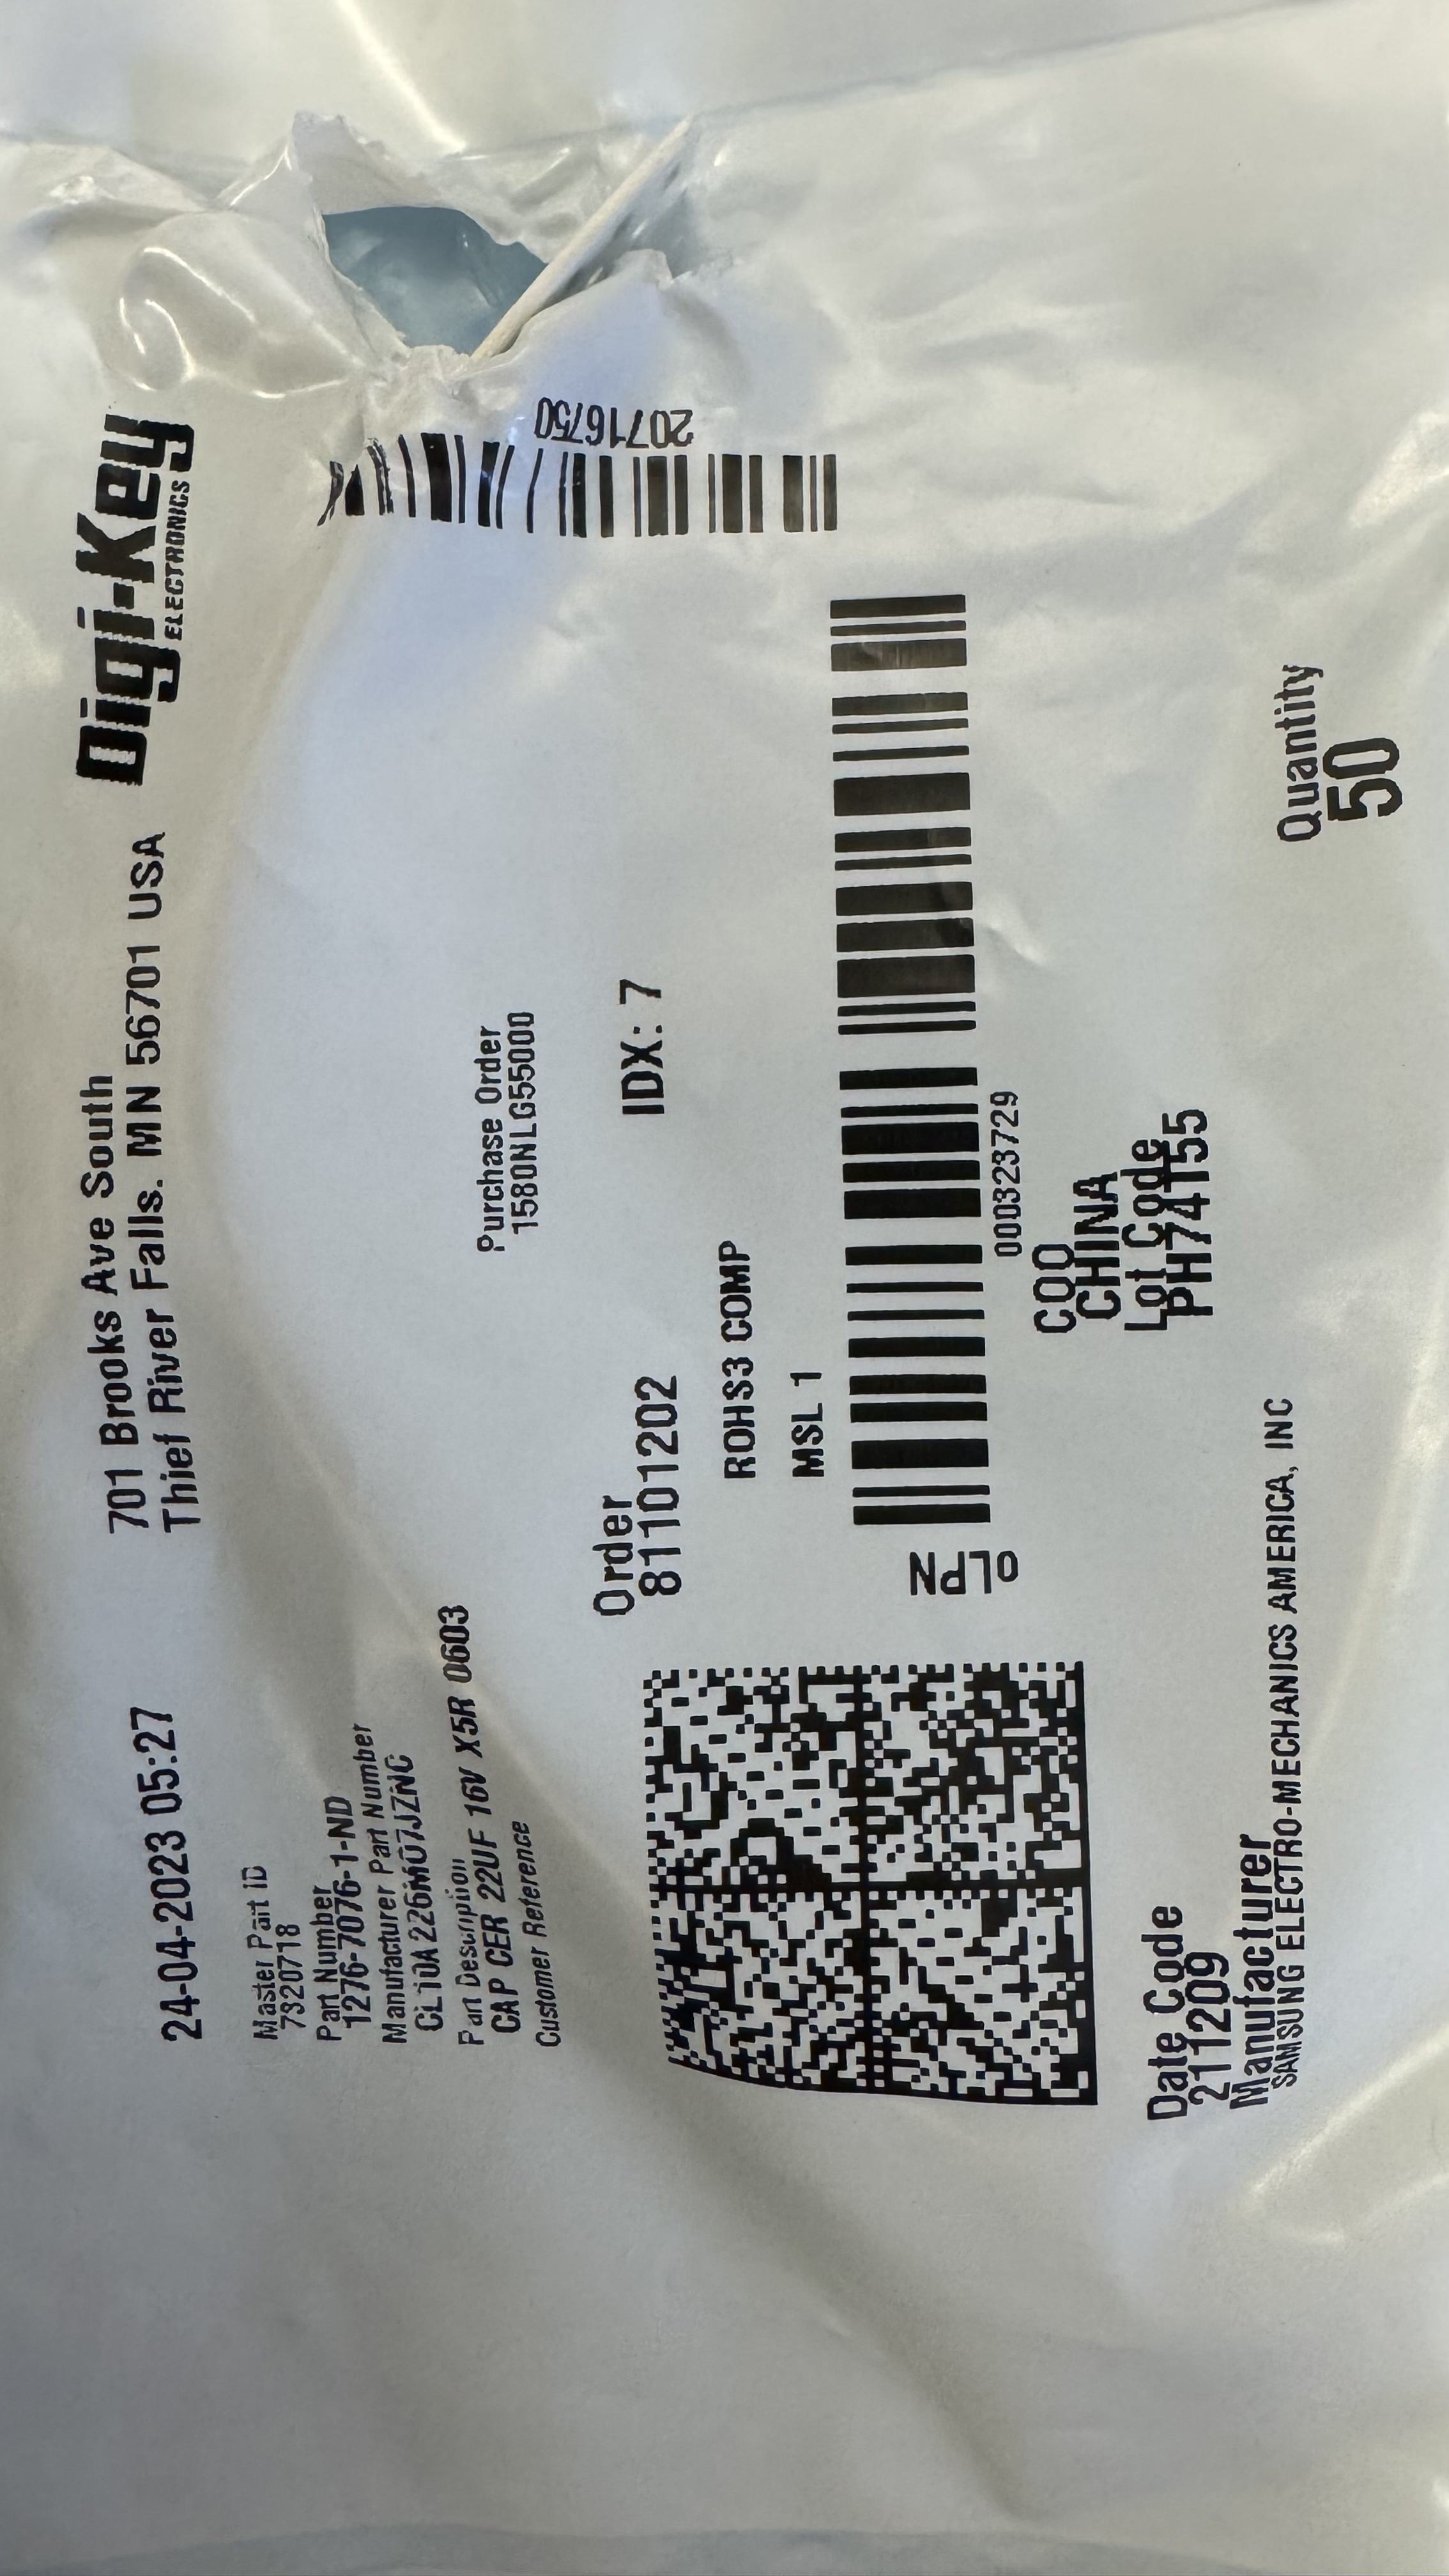 24-04-2023 05:27
701 Brooks Ave South
Thief River Falls. MN 56701 USA
Digi-Key
ELECTRONICS
Master Part ID
7320718
Part Number
1276-7076-1-ND
Manufacturer Part Number
CL10A226MO7JZNC
Part Description
CAP CER 22UF 16V X5R 0603
Customer Reference
Purchase Order
1580NLG55000
20716750
Order
81101202
IDX: 7
ROHS3 COMP
MSL 1
OLPN
000323729
COO
CHINA
Lot Code
PH74T55
Date Code
211209
Manufacturer
SAMSUNG ELECTRO-MECHANICS AMERICA, INC
Quantity
50